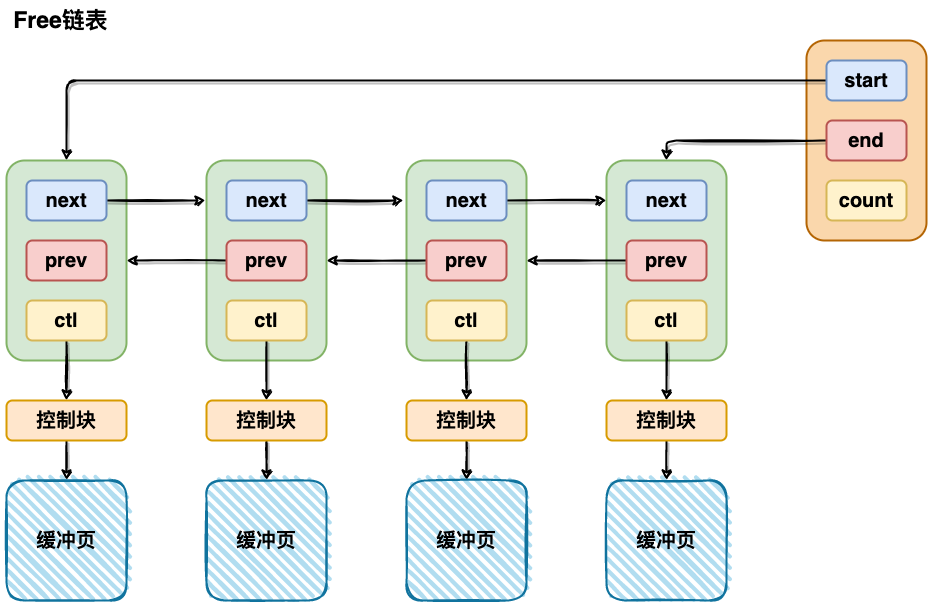 Free链表
start
end
count
next
next
next
next
prev
prev
prev
prev
ctl
ctl
ctl
ctl
控制块
控制块
控制块
控制块
缓冲页
缓冲页
缓冲页
缓冲页